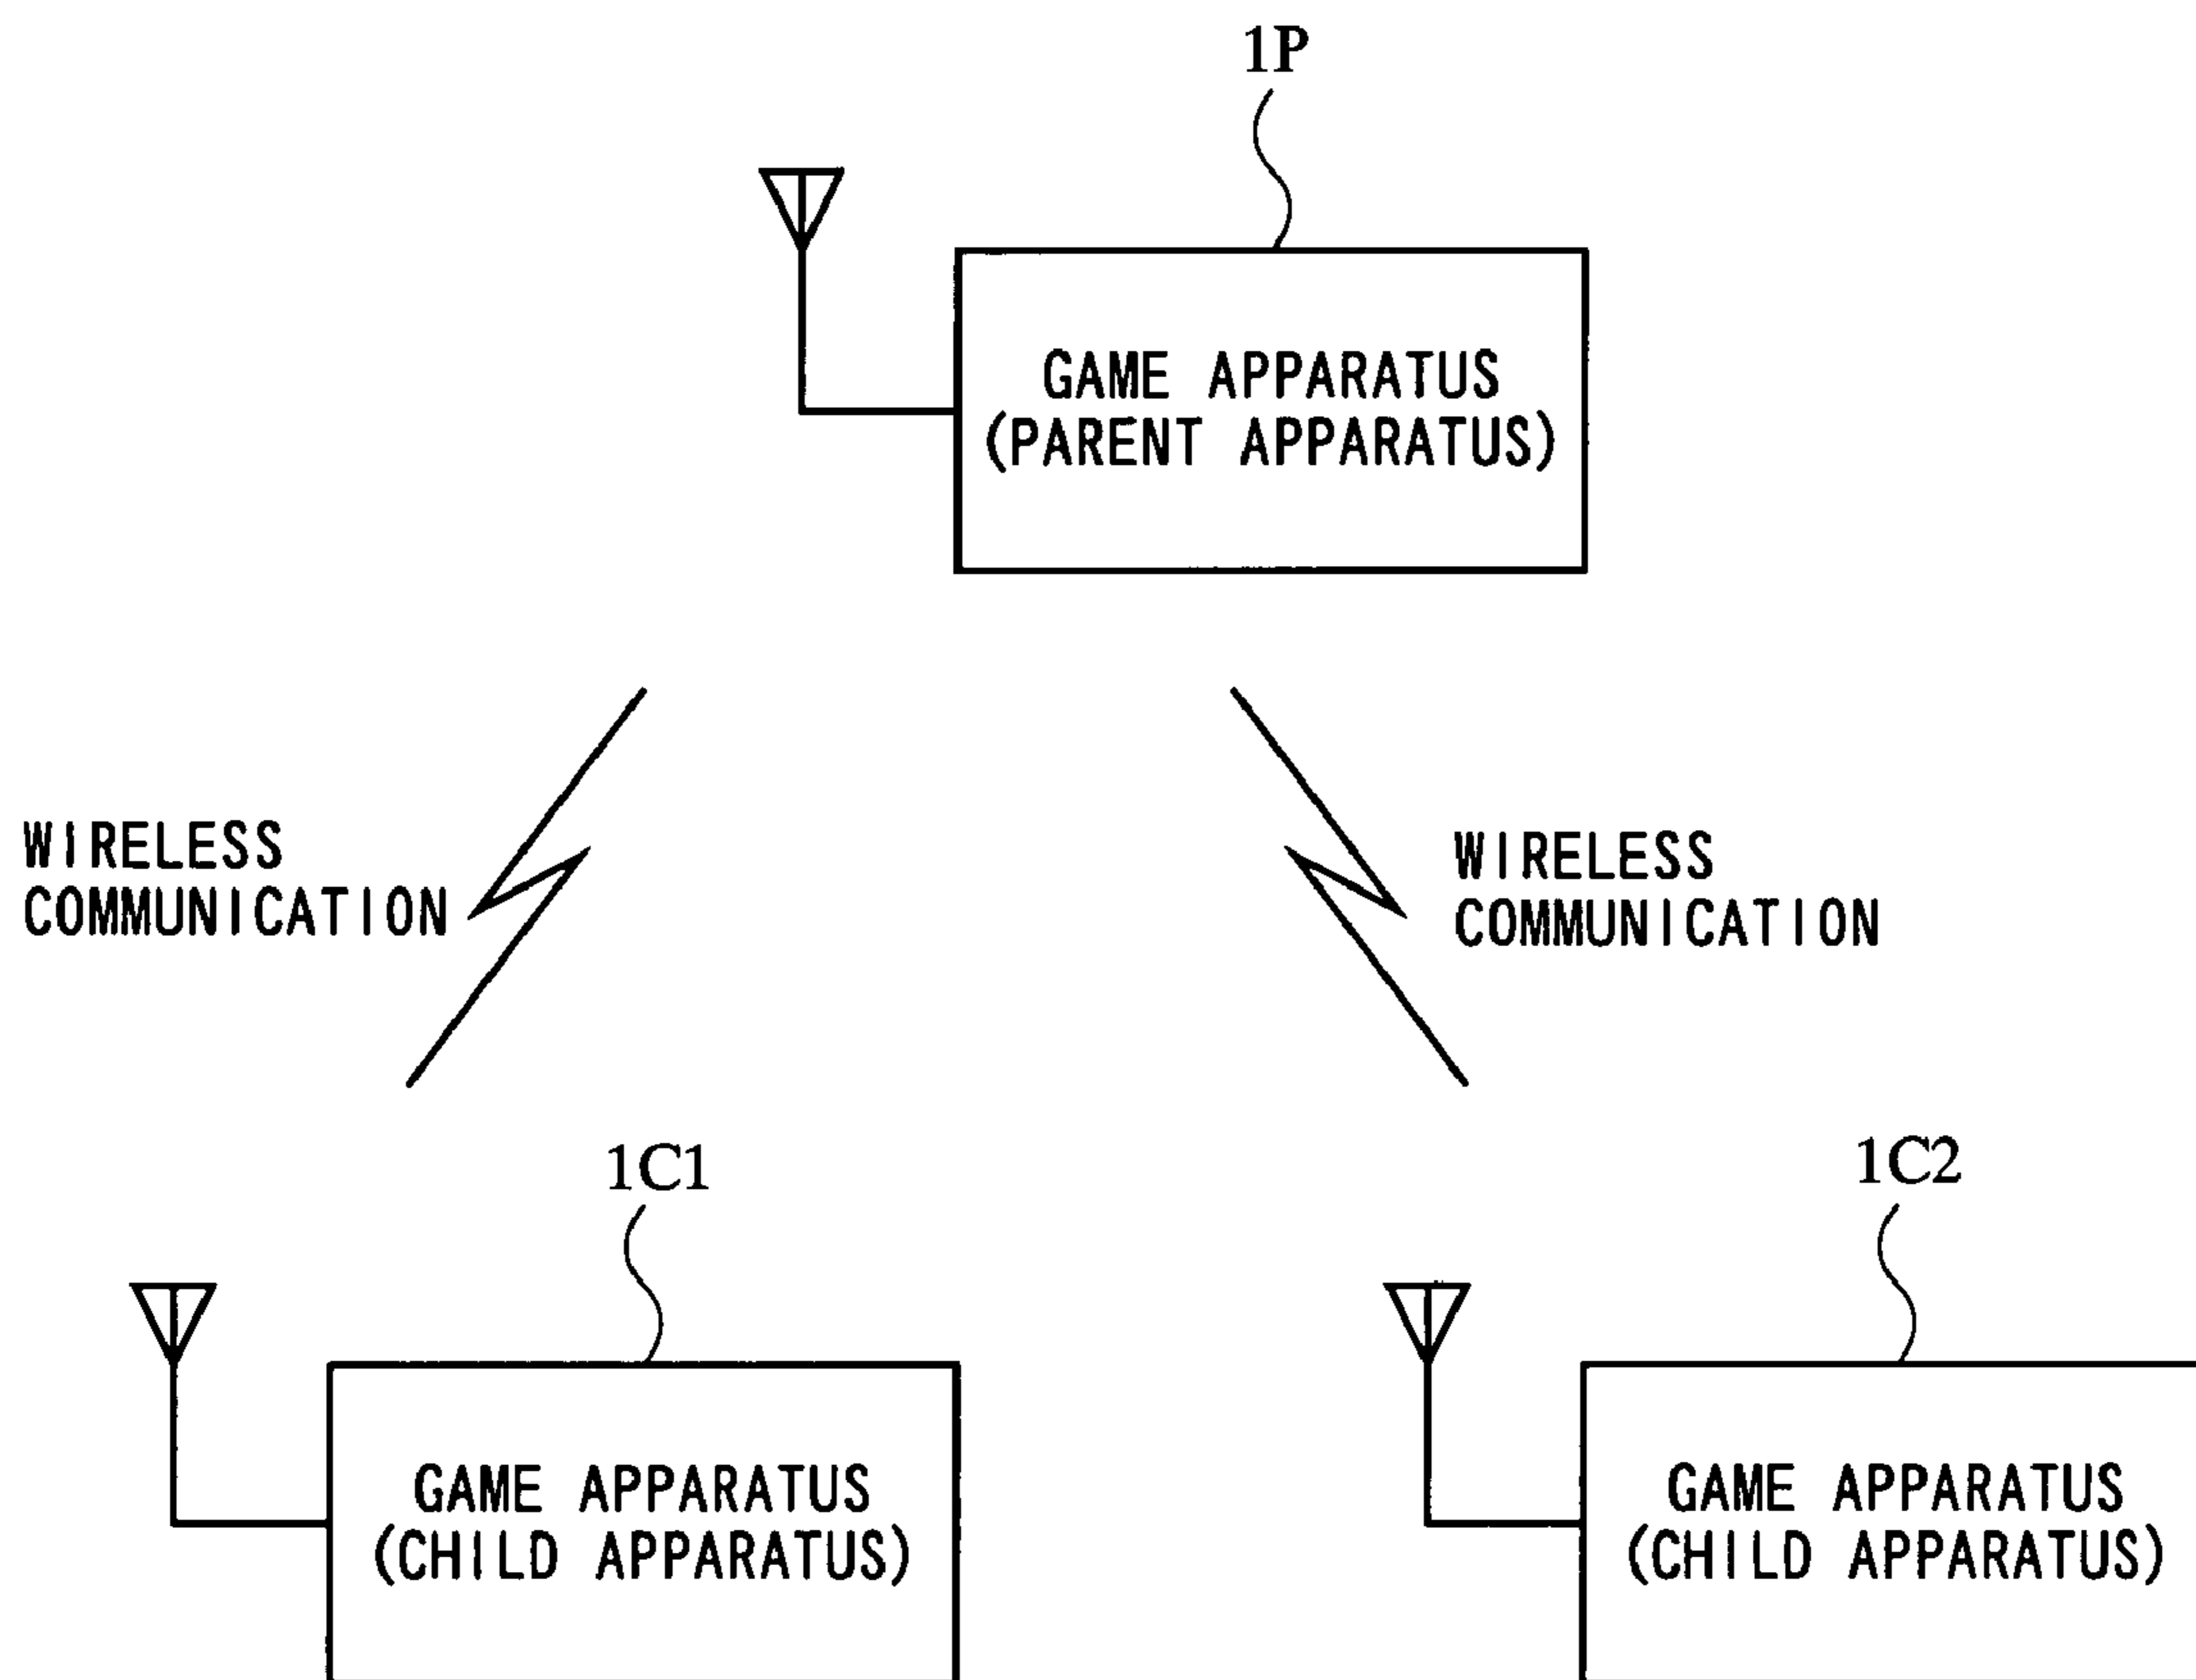 1P
GAME APPARATUS
(PARENT APPARATUS)
WIRELESS
COMMUNICATION
WIRELESS
COMMUNICATION
1C1
1C2
GAME APPARATUS
(CHILD APPARATUS)
GAME APPARATUS
(CHILD APPARATUS)